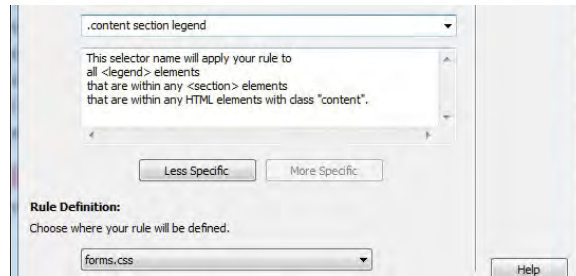 .content section legend
This selector name will apply your rule to
all <legend> elements
that are within any <section> elements
that are within any HTML elements with class "content".
Less Specific
More Specific
Rule Definition:
Choose where your rule will be defined.
forms.css
Help